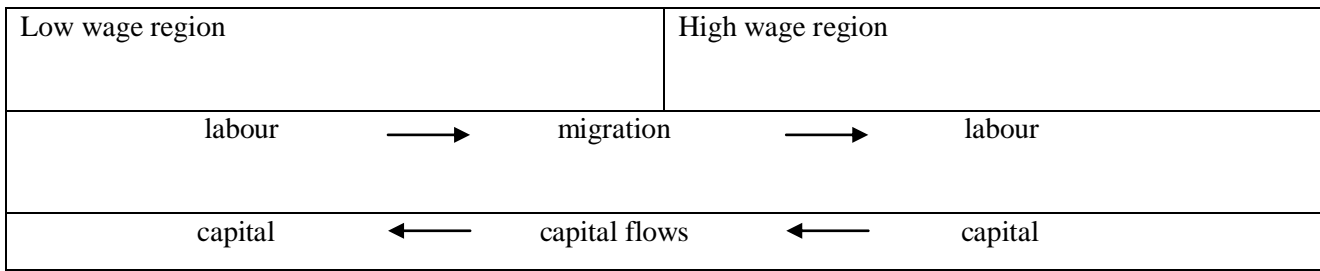 Low wage region High wage region
labour migration labour
capital capital flows capital